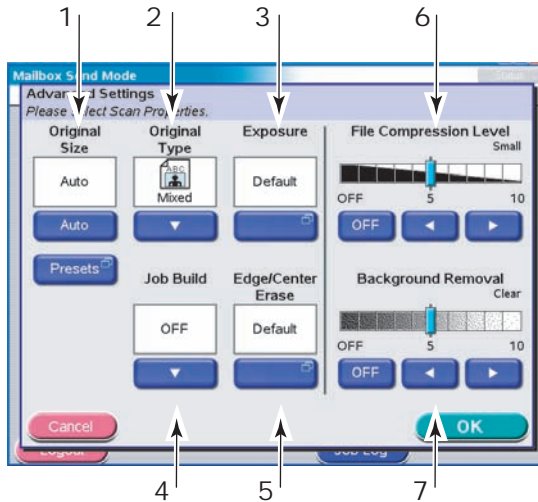 1 2 3 6
Mailbox Send Mode
Status
Advanced Settings
Please Select Scan Properties.
Original Size
Original Type
Exposure
File Compression Level
Small
Auto
ABC
Mixed
Default
OFF 5 10
Auto
OFF
Presets
Job Build
Edge/Center Erase
Background Removal
Clear
OFF
Default
OFF 5 10
OFF
Cancel
OK
Logout
Job Log
4 5 7